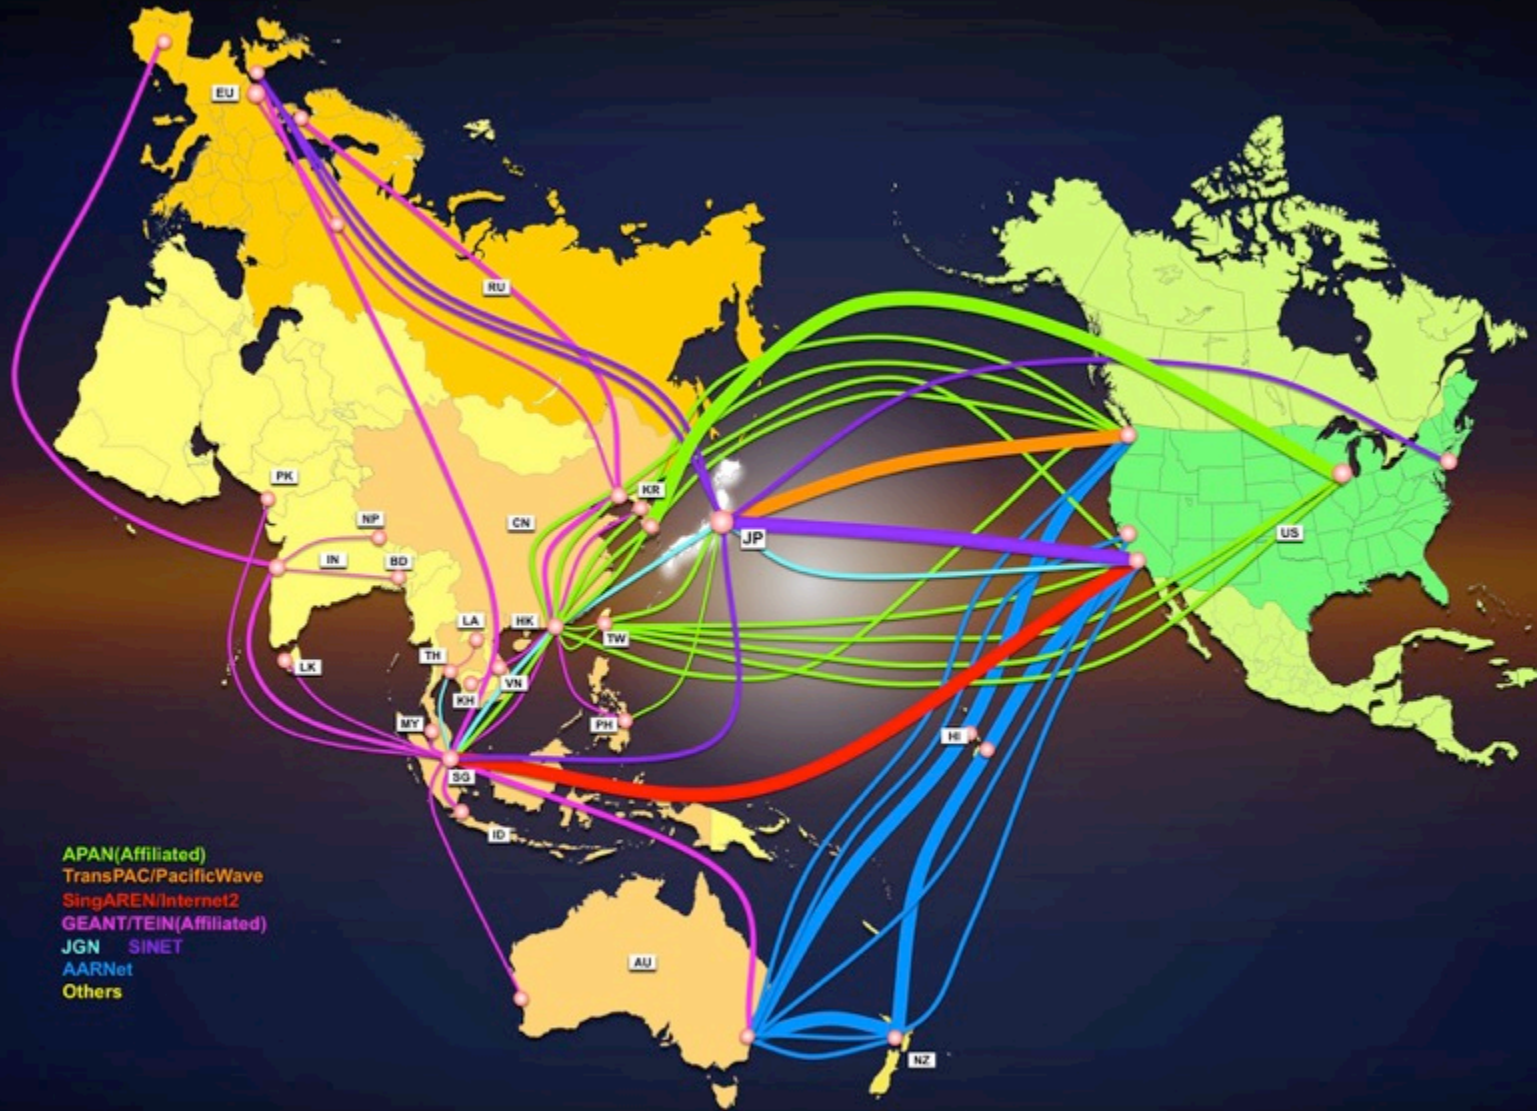 EU
RU
PK
KR
NP
CN
JP
US
IN
BD
LA
HK
TW
TH
LK
VN
KH
MY
PH
HI
SG
ID
APAN(Affiliated)
TransPAC/PacificWave
SingAREN/Internet2
GEANT/TEIN(Affiliated)
JGN SINET
AARNet
Others
AU
NZ